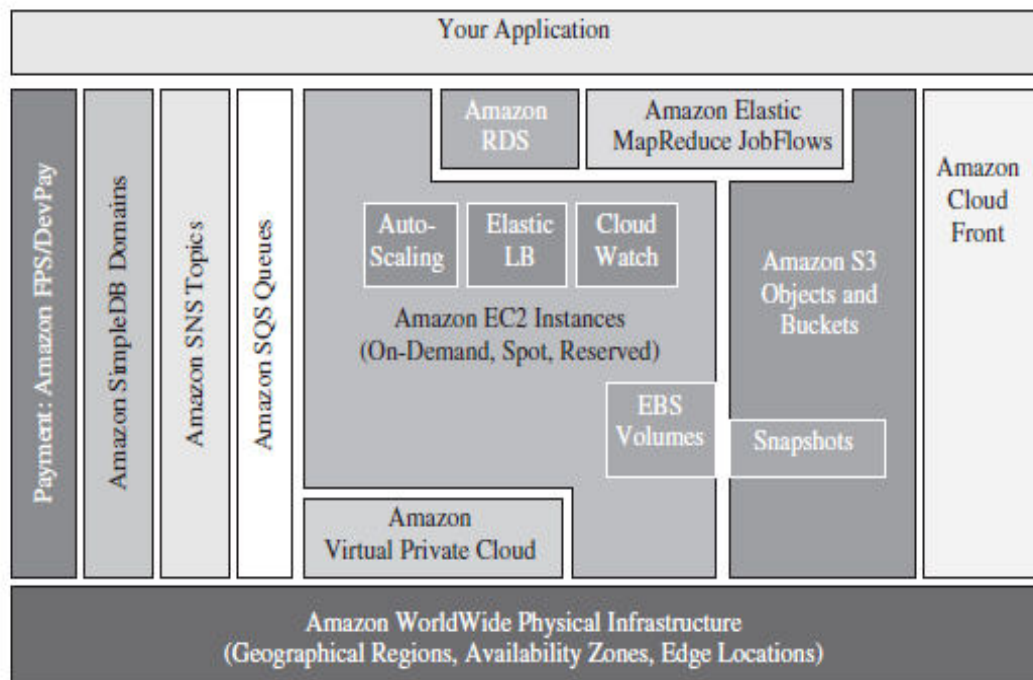 Your Application
Payment: Amazon FPS/DevPay
Amazon SimpleDB Domains
Amazon SNS Topics
Amazon SQS Queues
Amazon
RDS
Amazon Elastic
MapReduce JobFlows
Auto-
Scaling
Elastic
LB
Cloud
Watch
Amazon EC2 Instances
(On-Demand, Spot, Reserved)
EBS
Volumes
Amazon
Virtual Private Cloud
Amazon S3
Objects and
Buckets
Snapshots
Amazon
Cloud
Front
Amazon WorldWide Physical Infrastructure
(Geographical Regions, Availability Zones, Edge Locations)